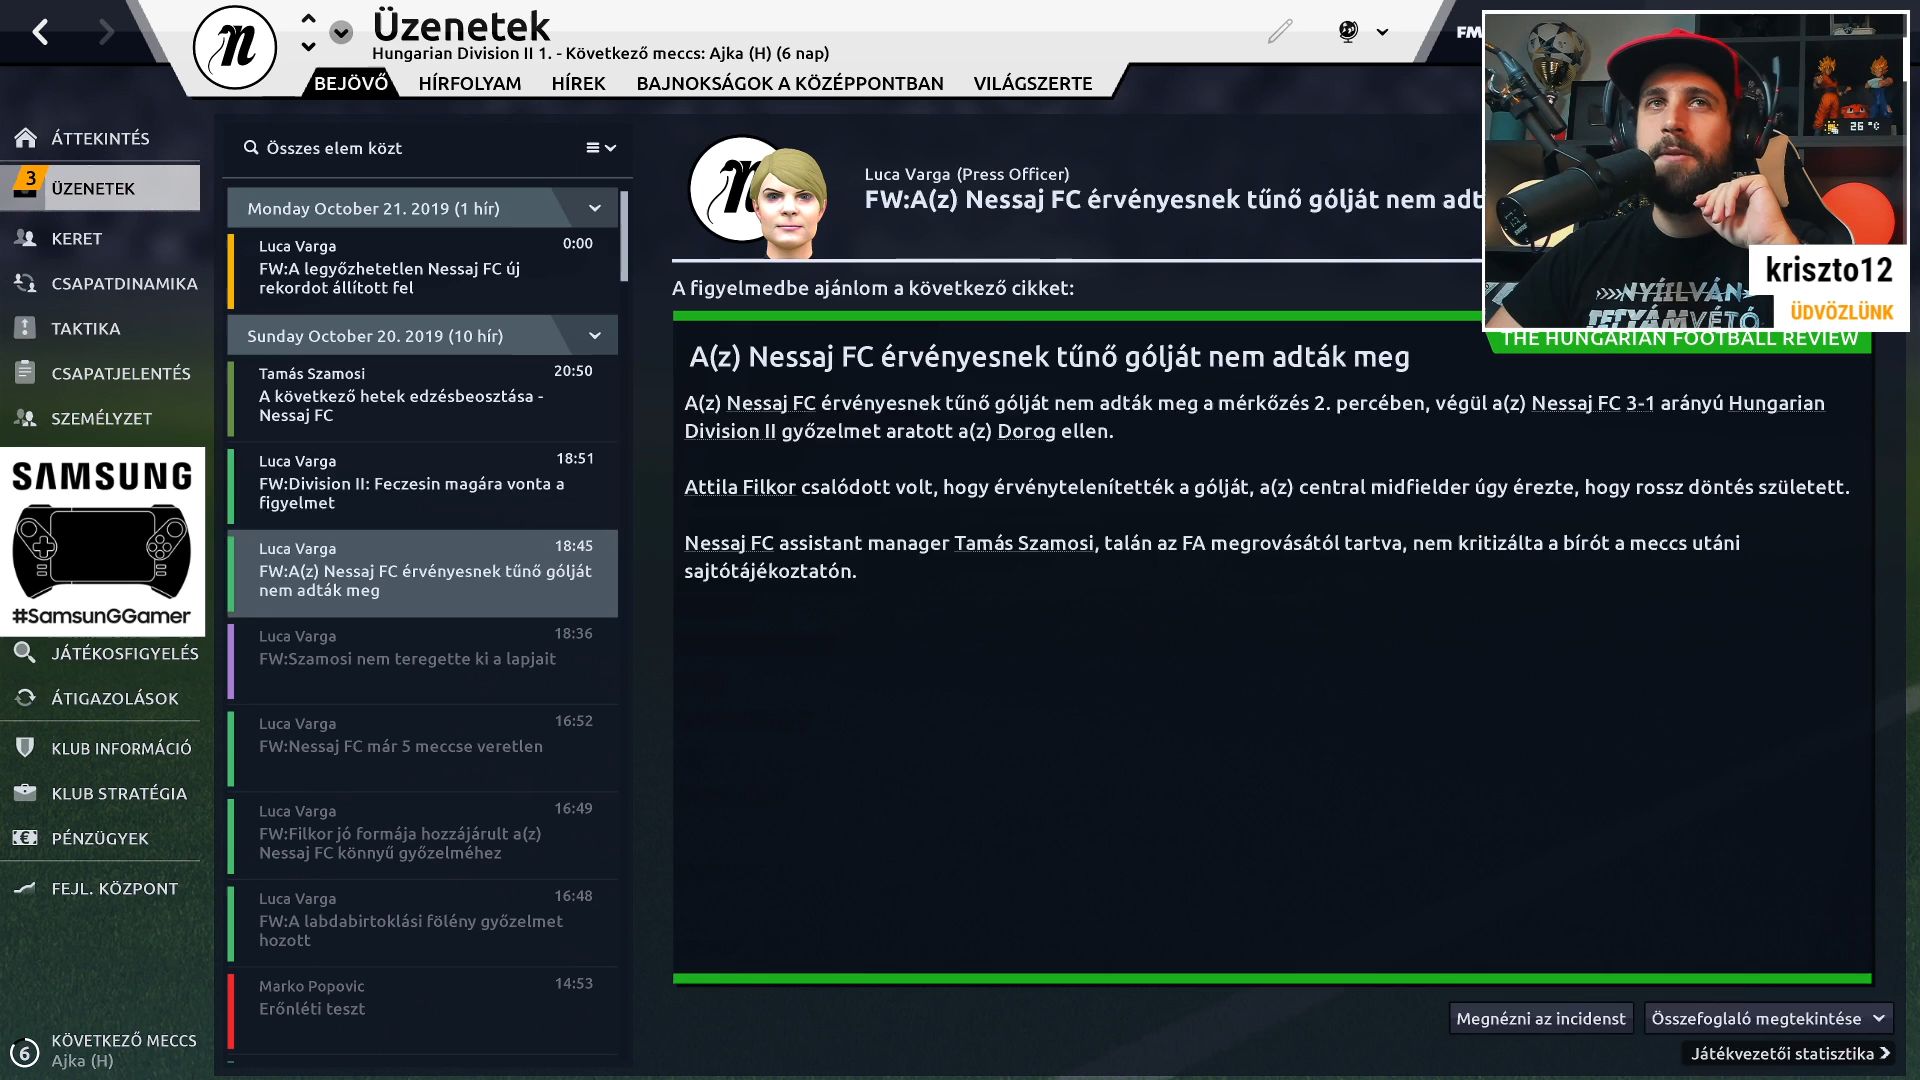 Üzenetek
Hungarian Division II 1. - Következő meccs: Ajka (H) (6 nap)
BEJÖVŐ HÍRFOLYAM HÍREK BAJNOKSÁGOK A KÖZÉPPONTBAN VILÁGSZERTE
FM
ÁTTEKINTÉS
3
ÜZENETEK
KERET
CSAPATDINAMIKA
TAKTIKA
CSAPATJELENTÉS
SZEMÉLYZET
SAMSUNG
#SamsunGGamer
JÁTÉKOSFIGYELÉS
ÁTIGAZOLÁSOK
KLUB INFORMÁCIÓ
KLUB STRATÉGIA
PÉNZÜGYEK
FEJL. KÖZPONT
6
KÖVETKEZŐ MECCS
Ajka (H)
Összes elem közt
Monday October 21. 2019 (1 hír)
Luca Varga 0:00
FW:A legyőzhetetlen Nessaj FC új
rekordot állított fel
Sunday October 20. 2019 (10 hír)
Tamás Szamosi 20:50
A következő hetek edzésbeosztása -
Nessaj FC
Luca Varga 18:51
FW:Division II: Feczesin magára vonta a
figyelmet
Luca Varga 18:45
FW:A(z) Nessaj FC érvényesnek tűnő gólját
nem adták meg
Luca Varga 18:36
FW:Szamosi nem teregette ki a lapjait
Luca Varga 16:52
FW:Nessaj FC már 5 meccse veretlen
Luca Varga 16:49
FW:Filkor jó formája hozzájárult a(z)
Nessaj FC könnyű győzelméhez
Luca Varga 16:48
FW:A labdabirtoklási fölény győzelmet
hozott
Marko Popovic 14:53
Erőnléti teszt
Luca Varga (Press Officer)
FW:A(z) Nessaj FC érvényesnek tűnő gólját nem adt
A figyelmedbe ajánlom a következő cikket:
THE HUNGARIAN FOOTBALL REVIEW
A(z) Nessaj FC érvényesnek tűnő gólját nem adták meg
A(z) Nessaj FC érvényesnek tűnő gólját nem adták meg a mérkőzés 2. percében, végül a(z) Nessaj FC 3-1 arányú Hungarian
Division II győzelmet aratott a(z) Dorog ellen.
Attila Filkor csalódott volt, hogy érvénytelenítették a gólját, a(z) central midfielder úgy érezte, hogy rossz döntés született.
Nessaj FC assistant manager Tamás Szamosi, talán az FA megrovásától tartva, nem kritizálta a bírót a meccs utáni
sajtótájékoztatón.
Megnézni az incidenst
Összefoglaló megtekintése
Játékvezetői statisztika
26 °C
NYÍILVÁN
TETYÁMVÉTÓ
kriszto12
ÜDVÖZLÜNK